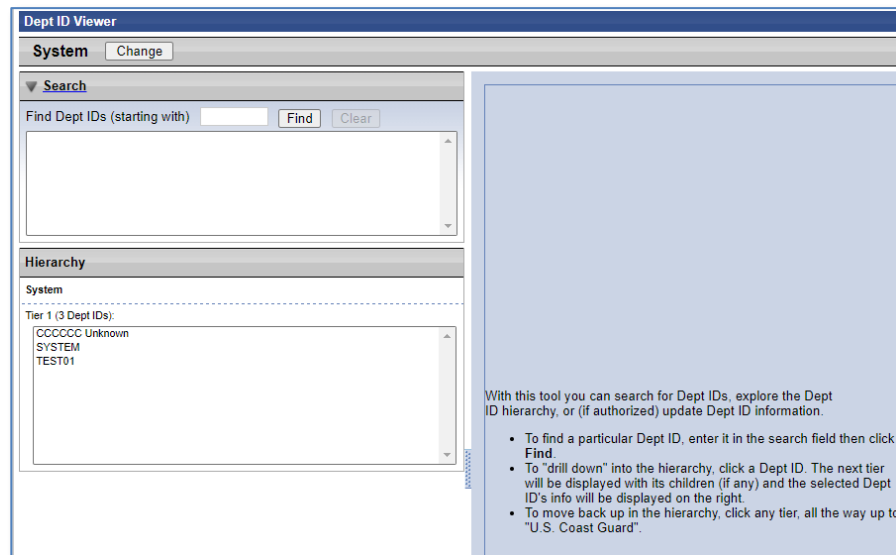 Dept ID Viewer
System Change
Search
Find Dept IDs (starting with) Find Clear
Hierarchy
System
Tier 1 (3 Dept IDs):
CCCCCC Unknown
SYSTEM
TEST01
With this tool you can search for Dept IDs, explore the Dept
ID hierarchy, or (if authorized) update Dept ID information.
• To find a particular Dept ID, enter it in the search field then click
Find.
• To "drill down" into the hierarchy, click a Dept ID. The next tier
will be displayed with its children (if any) and the selected Dept
ID's info will be displayed on the right.
• To move back up in the hierarchy, click any tier, all the way up to
"U.S. Coast Guard".